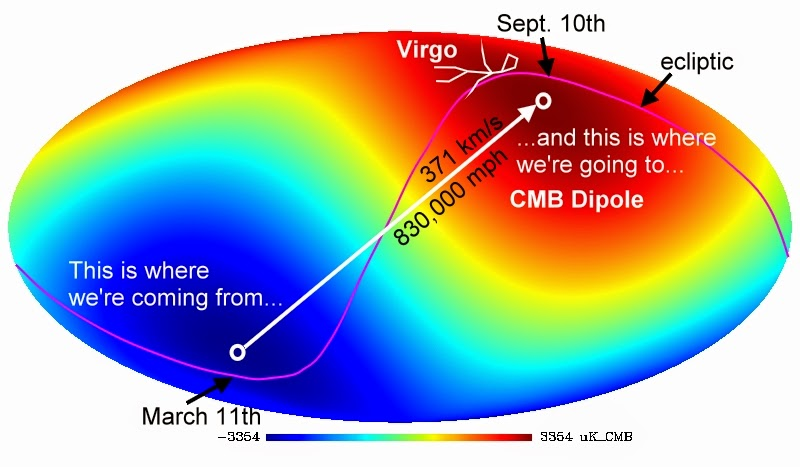 Sept. 10th
Virgo
ecliptic
371 km/s
830,000 mph
...and this is where
we're going to...
CMB Dipole
This is where
we're coming from...
March 11th
-3354 3354 uK_CMB